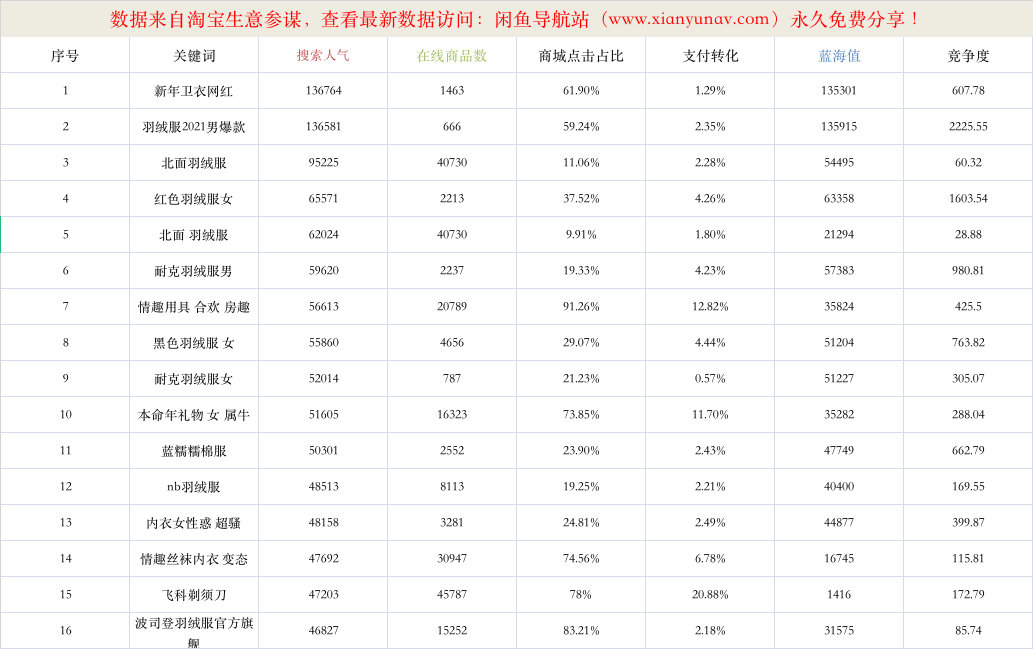 数据来自淘宝生意参谋，查看最新数据访问：闲鱼导航站（www.xianyunav.com）永久免费分享！
序号 关键词 搜索人气 在线商品数 商城点击占比 支付转化 蓝海值 竞争度
1 新年卫衣网红 136764 1463 61.90% 1.29% 135301 607.78
2 羽绒服2021男爆款 136581 666 59.24% 2.35% 135915 2225.55
3 北面羽绒服 95225 40730 11.06% 2.28% 54495 60.32
4 红色羽绒服女 65571 2213 37.52% 4.26% 63358 1603.54
5 北面 羽绒服 62024 40730 9.91% 1.80% 21294 28.88
6 耐克羽绒服男 59620 2237 19.33% 4.23% 57383 980.81
7 情趣用具 合欢 房趣 56613 20789 91.26% 12.82% 35824 425.5
8 黑色羽绒服 女 55860 4656 29.07% 4.44% 51204 763.82
9 耐克羽绒服女 52014 787 21.23% 0.57% 51227 305.07
10 本命年礼物 女 属牛 51605 16323 73.85% 11.70% 35282 288.04
11 蓝糯糯棉服 50301 2552 23.90% 2.43% 47749 662.79
12 nb羽绒服 48513 8113 19.25% 2.21% 40400 169.55
13 内衣女性惑 超骚 48158 3281 24.81% 2.49% 44877 399.87
14 情趣丝袜内衣 变态 47692 30947 74.56% 6.78% 16745 115.81
15 飞科剃须刀 47203 45787 78% 20.88% 1416 172.79
16 波司登羽绒服官方旗 46827 15252 83.21% 2.18% 31575 85.74
舰